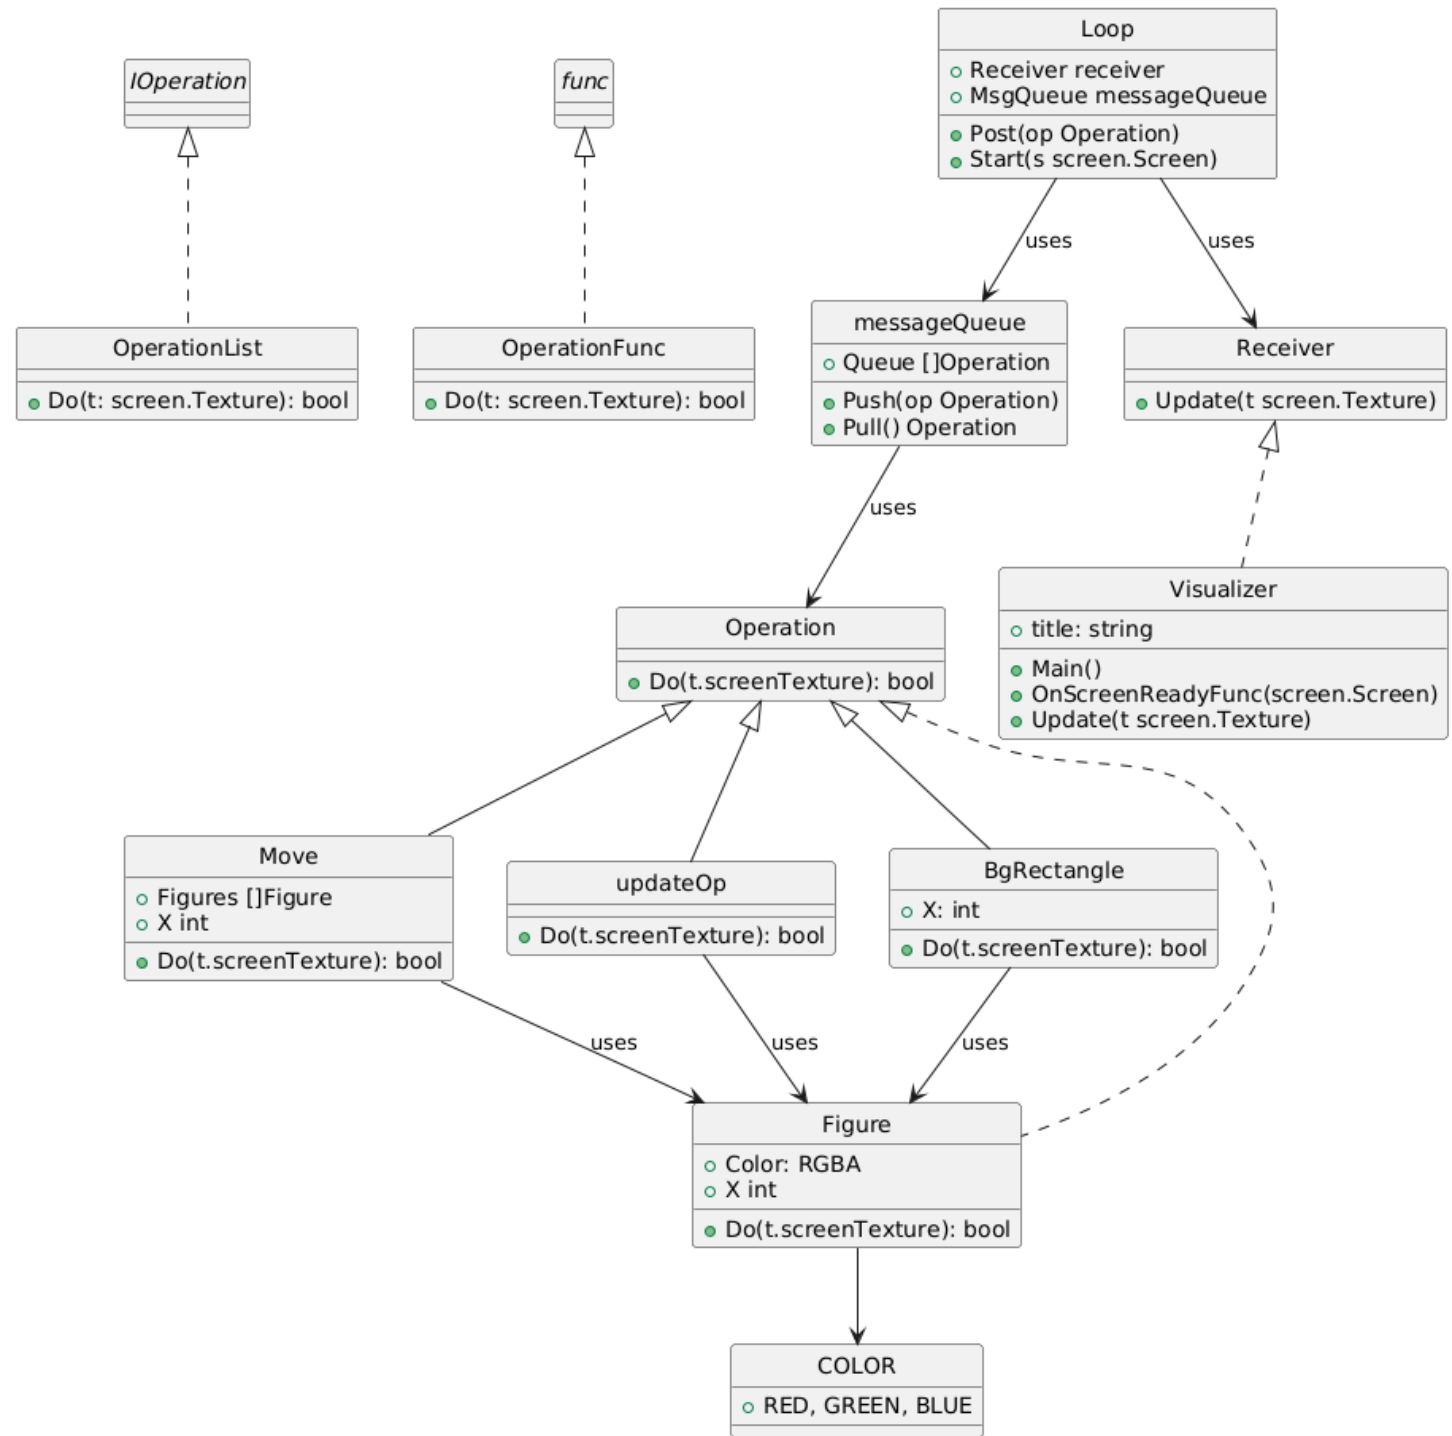 Loop
Receiver receiver
MsgQueue messageQueue
Post(op Operation)
Start(s screen.Screen)
IOperation
func
uses
uses
OperationList
Do(t: screen.Texture): bool
OperationFunc
Do(t: screen.Texture): bool
messageQueue
Queue []Operation
Push(op Operation)
Pull() Operation
Receiver
Update(t screen.Texture)
uses
Operation
Do(t.screenTexture): bool
Visualizer
title: string
Main()
OnScreenReadyFunc(screen.Screen)
Update(t screen.Texture)
Move
Figures []Figure
X int
Do(t.screenTexture): bool
updateOp
Do(t.screenTexture): bool
BgRectangle
X: int
Do(t.screenTexture): bool
uses
uses
uses
Figure
Color: RGBA
X int
Do(t.screenTexture): bool
COLOR
RED, GREEN, BLUE